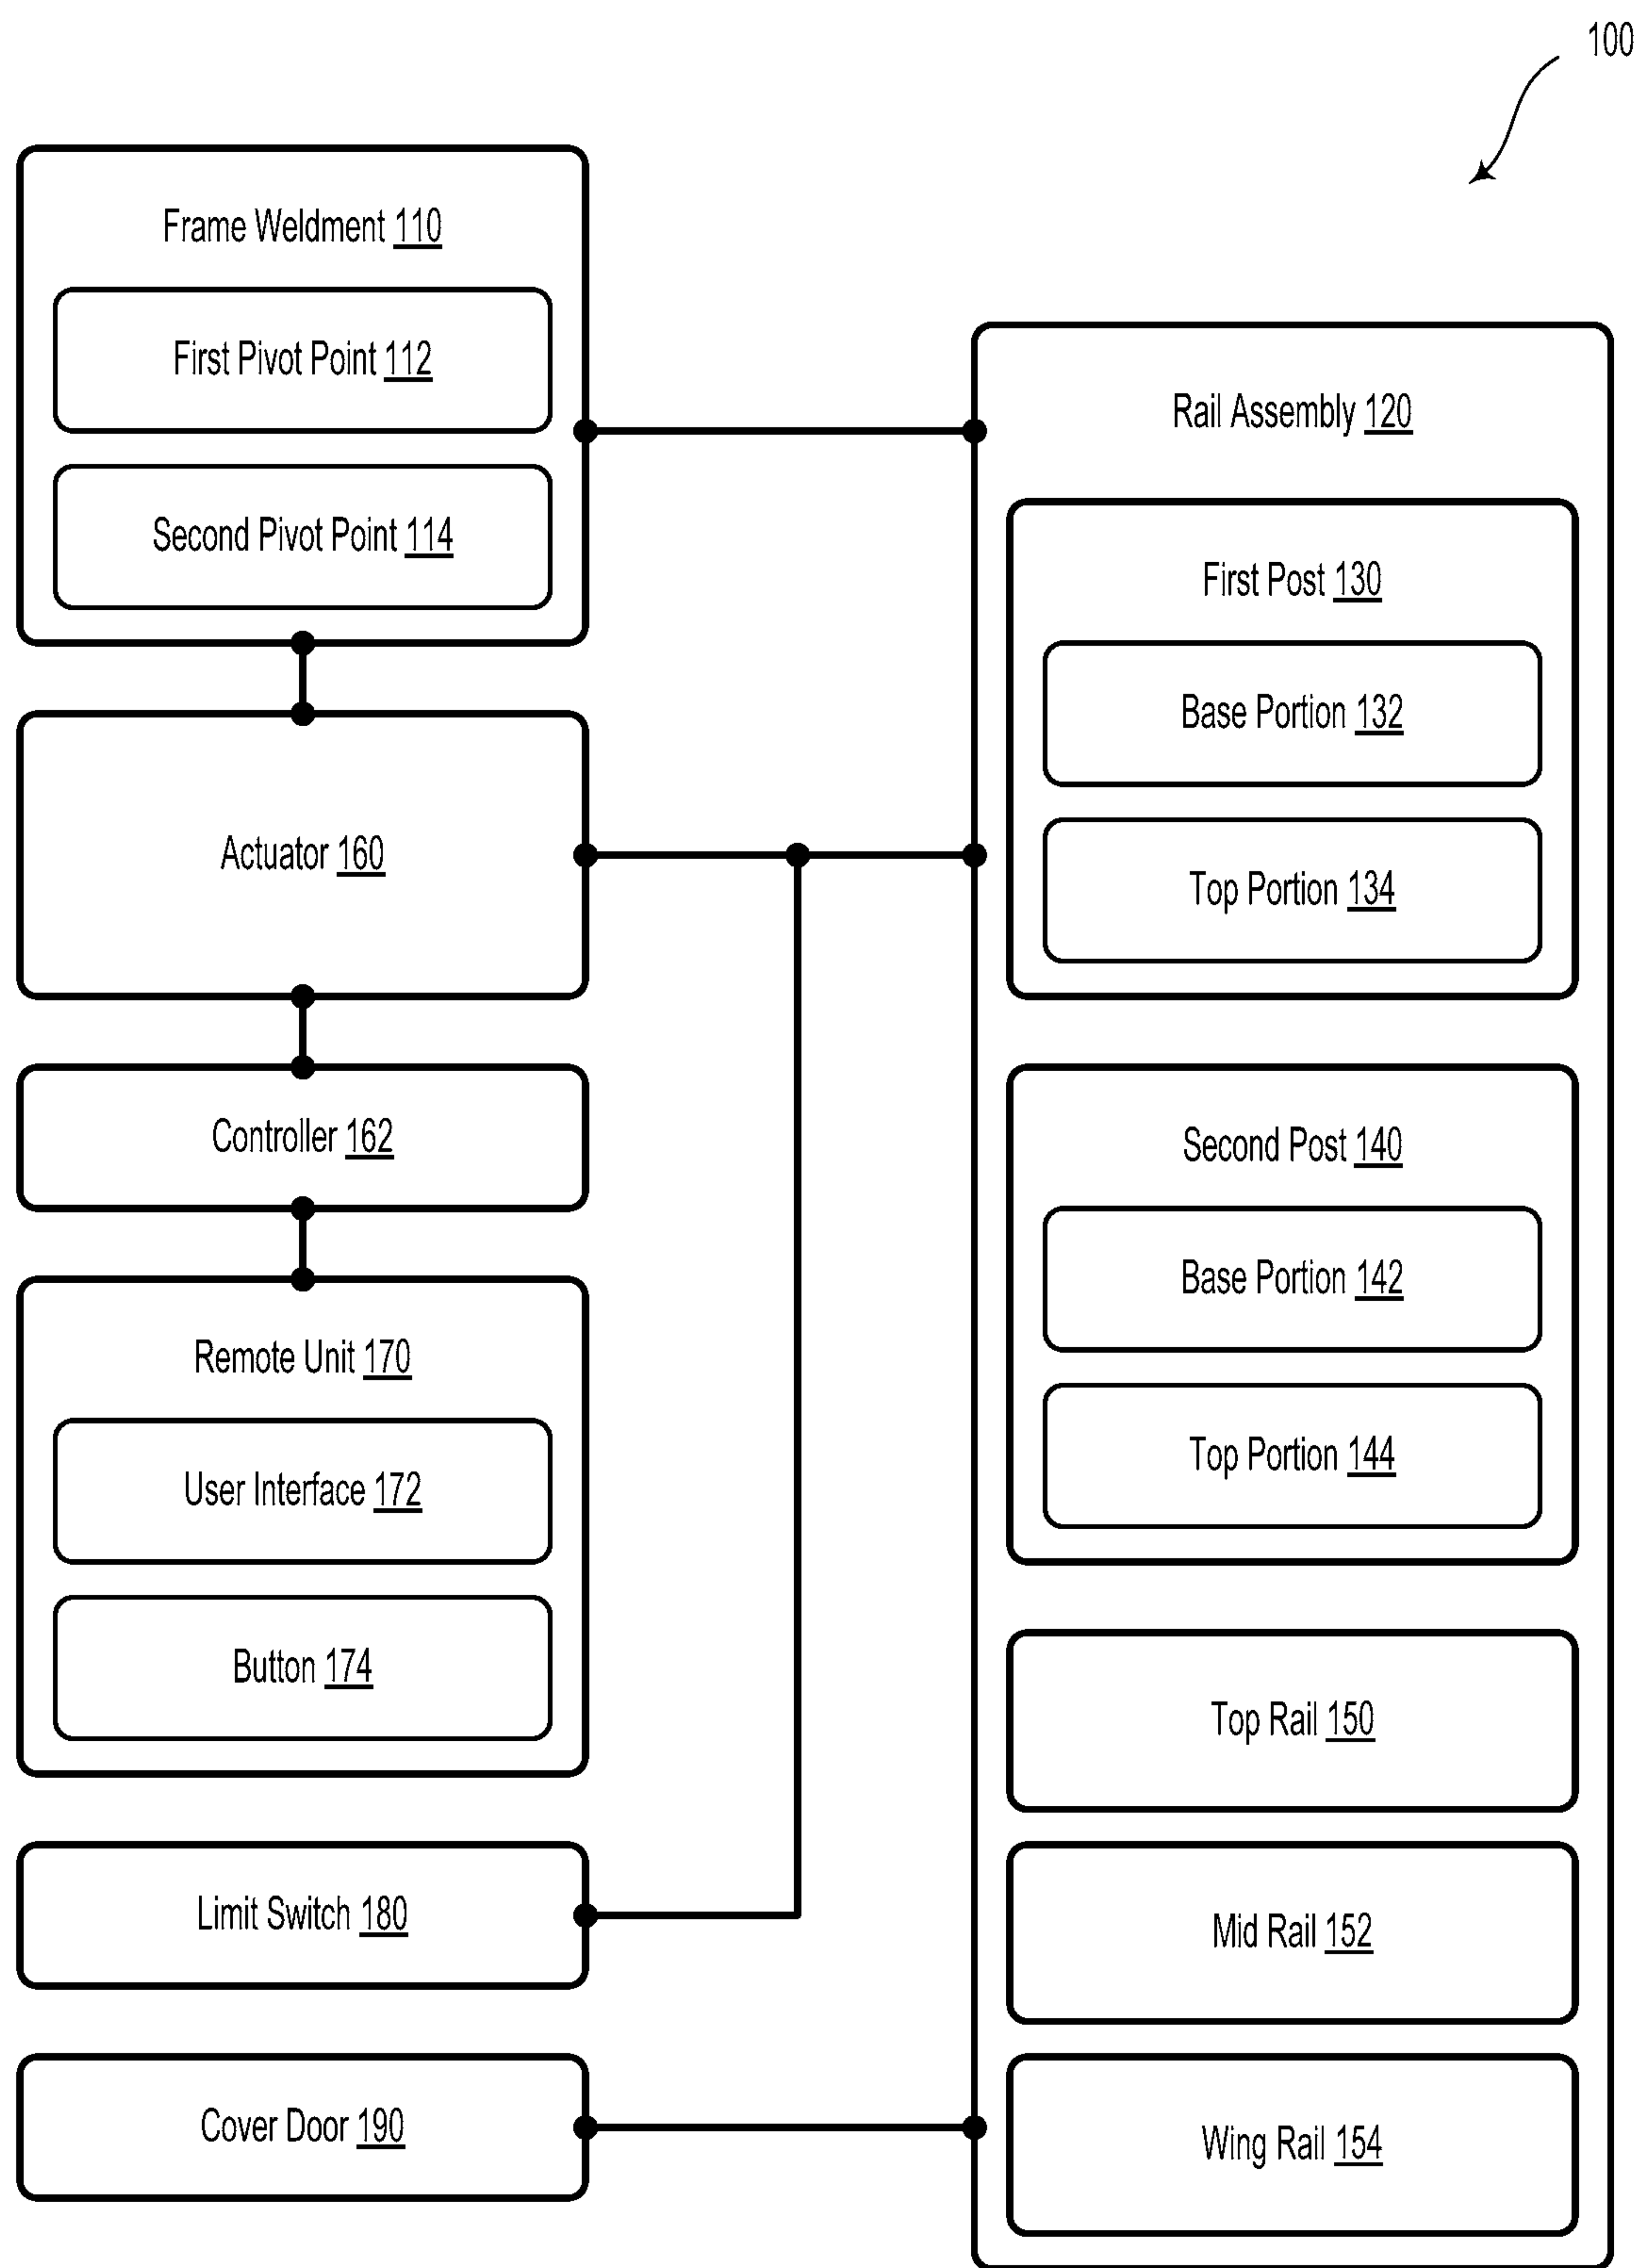 100
Frame Weldment 110
First Pivot Point 112
Second Pivot Point 114
Actuator 160
Controller 162
Remote Unit 170
User Interface 172
Button 174
Limit Switch 180
Cover Door 190
Rail Assembly 120
First Post 130
Base Portion 132
Top Portion 134
Second Post 140
Base Portion 142
Top Portion 144
Top Rail 150
Mid Rail 152
Wing Rail 154